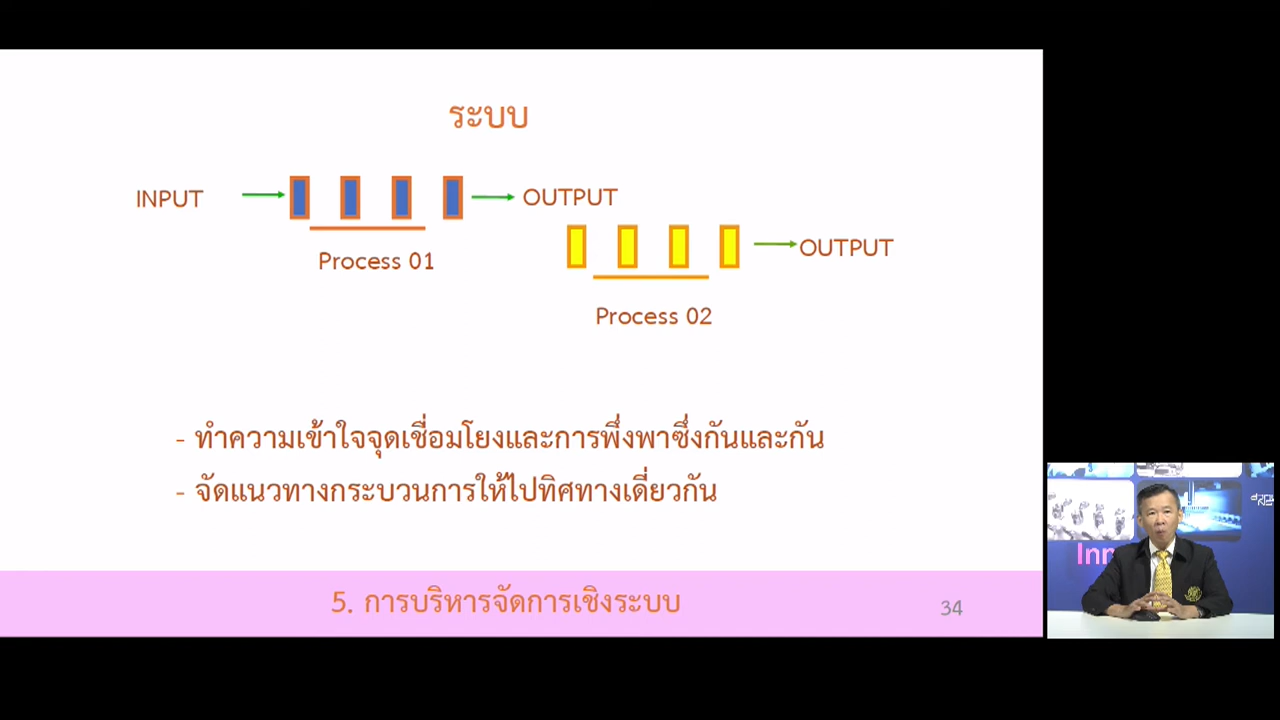 ระบบ
INPUT
OUTPUT
Process 01
OUTPUT
Process 02
- ทำความเข้าใจจุดเชื่อมโยงและการพึ่งพาซึ่งกันและกัน
- จัดแนวทางกระบวนการให้ไปทิศทางเดี่ยวกัน
5. การบริหารจัดการเชิงระบบ
34